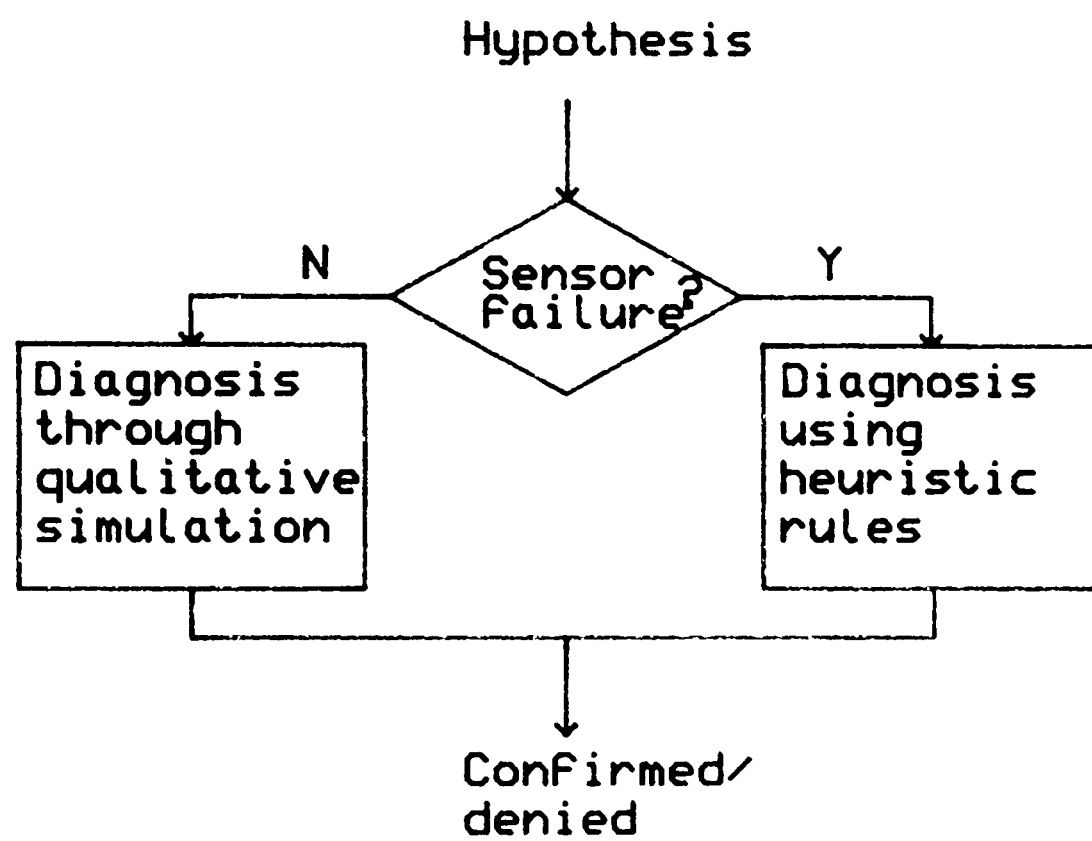 Hypothesis
N
Sensor
Failure?
Y
Diagnosis
through
qualitative
simulation
Diagnosis
using
heuristic
rules
Confirmed/
denied